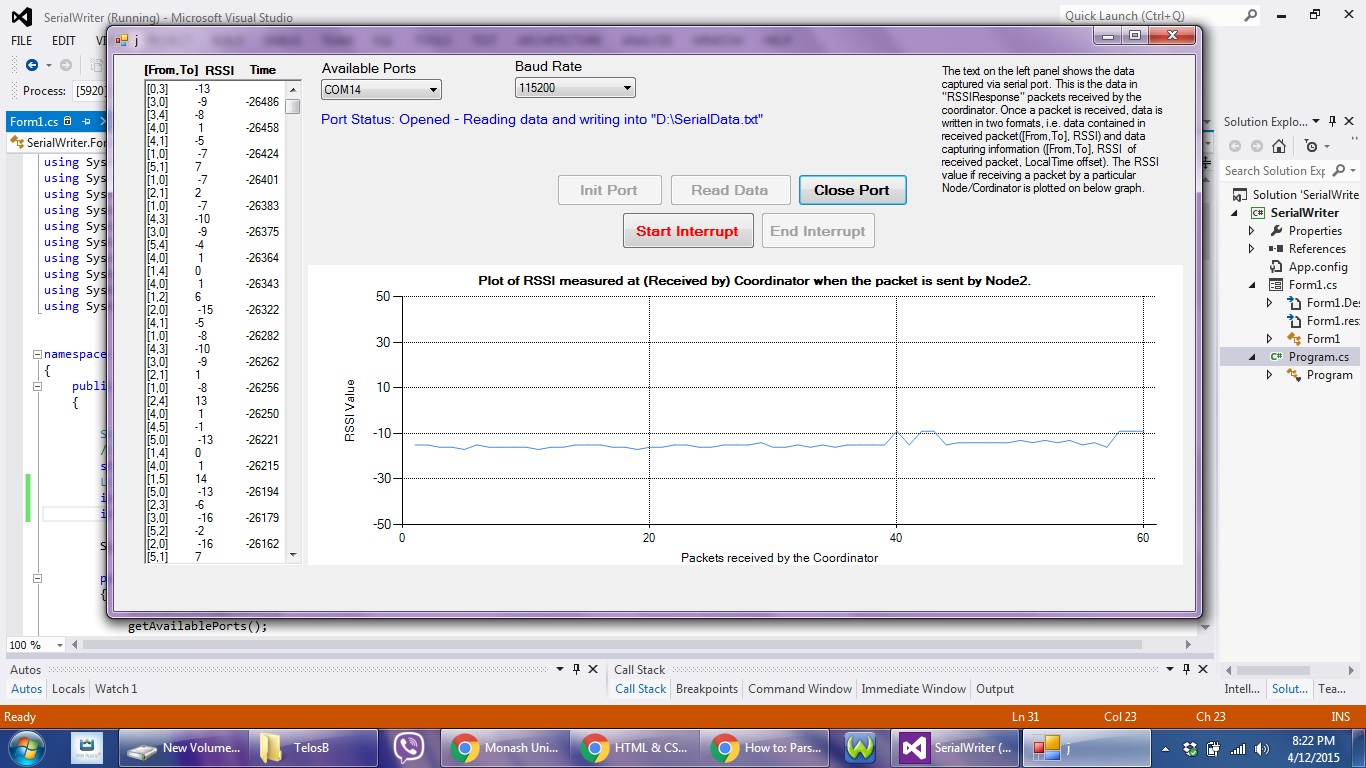 SerialWriter (Running) - Microsoft Visual Studio
Quick Launch (Ctrl+Q)
FILE EDIT
Process: [5920]
j
Form1.cs
SerialWriter.For
using Sys
using Sys
using Sys
using Sys
using Sys
using Sys
using Sys
using Sys
using Sys
using Sys
namespace
{
public
{
getAvailablePorts();
100 %
[From,To] RSSI Time
[0,3] -13
[3,0] -9 -26486
[3,4] -8
[4,0] 1 -26458
[4,1] -5
[1,0] -7 -26424
[5,1] 7
[1,0] -7 -26401
[2,1] 2
[1,0] -7 -26383
[4,3] -10
[3,0] -9 -26375
[5,4] -4
[4,0] 1 -26364
[1,4] 0
[4,0] 1 -26343
[1,2] 6
[2,0] -15 -26322
[4,1] -5
[1,0] -8 -26282
[4,3] -10
[3,0] -9 -26262
[2,1] 1
[1,0] -8 -26256
[2,4] 13
[4,0] 1 -26250
[4,5] -1
[5,0] -13 -26221
[1,4] 0
[4,0] 1 -26215
[1,5] 14
[5,0] -13 -26194
[2,3] -6
[3,0] -16 -26179
[5,2] -2
[2,0] -16 -26162
[5,1] 7
Available Ports
COM14
Baud Rate
115200
Port Status: Opened - Reading data and writing into "D:\SerialData.txt"
Init Port Read Data Close Port
Start Interrupt End Interrupt
The text on the left panel shows the data
captured via serial port. This is the data in
"RSSIResponse" packets received by the
coordinator. Once a packet is received, data is
written in two formats, i.e. data contained in
received packet([From,To], RSSI) and data
capturing information ([From,To], RSSI of
received packet, LocalTime offset). The RSSI
value if receiving a packet by a particular
Node/Cordinator is plotted on below graph.
Plot of RSSI measured at (Received by) Coordinator when the packet is sent by Node2.
RSSI Value
50
30
10
-10
-30
-50
0 20 40 60
Packets received by the Coordinator
Solution Explo...
Search Solution Exp
Solution 'SerialWrite
SerialWriter
Properties
References
App.config
Form1.cs
Form1.De
Form1.res
Form1
Program.cs
Program
Autos
Autos Locals Watch 1
Call Stack
Call Stack Breakpoints Command Window Immediate Window Output
Intell... Solut... Tea...
Ready Ln 31 Col 23 Ch 23 INS
New Volume... TelosB Monash Uni... HTML & CS... How to: Pars... SerialWriter (... j
8:22 PM
4/12/2015